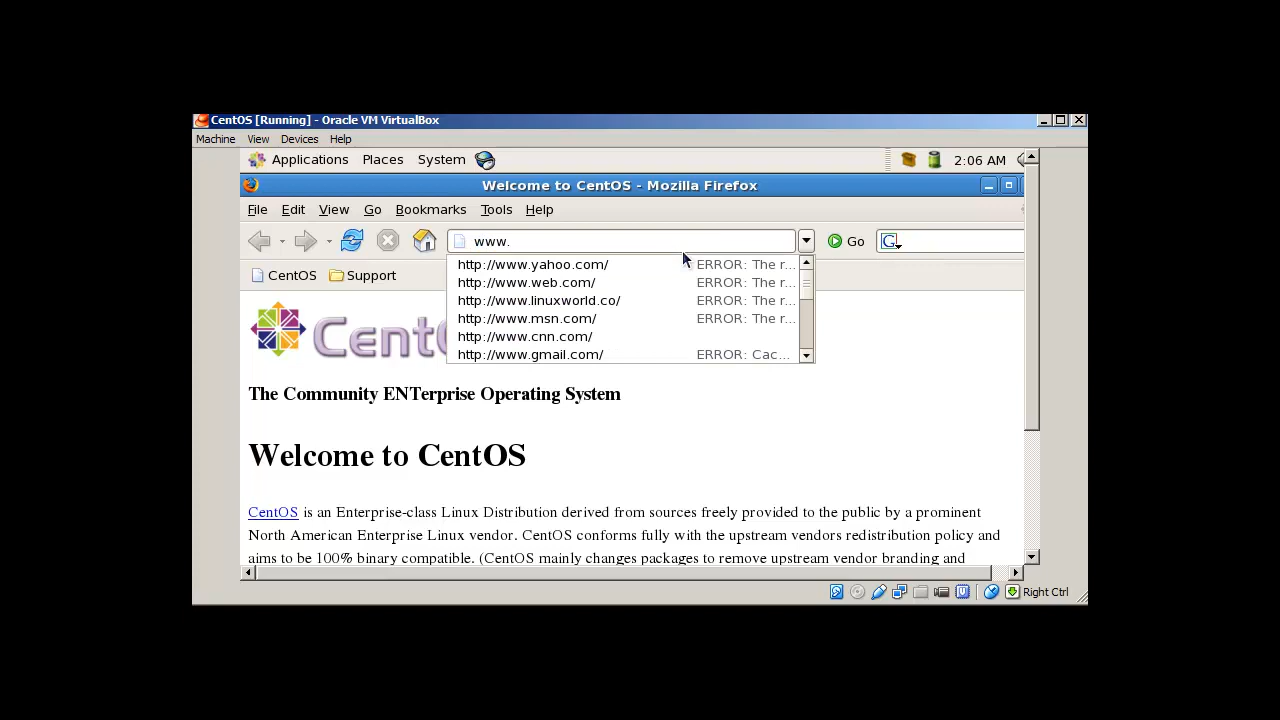 CentOS [Running] - Oracle VM VirtualBox
Machine View Devices Help
Applications Places System 2:06 AM
Welcome to CentOS - Mozilla Firefox
File Edit View Go Bookmarks Tools Help
www. Go G
http://www.yahoo.com/ ERROR: The r...
CentOS Support
http://www.web.com/ ERROR: The r...
http://www.linuxworld.co/ ERROR: The r...
http://www.msn.com/ ERROR: The r...
http://www.cnn.com/
http://www.gmail.com/ ERROR: Cac...
Cent
The Community ENTerprise Operating System
Welcome to CentOS
CentOS is an Enterprise-class Linux Distribution derived from sources freely provided to the public by a prominent
North American Enterprise Linux vendor. CentOS conforms fully with the upstream vendors redistribution policy and
aims to be 100% binary compatible. (CentOS mainly changes packages to remove upstream vendor branding and
Right Ctrl